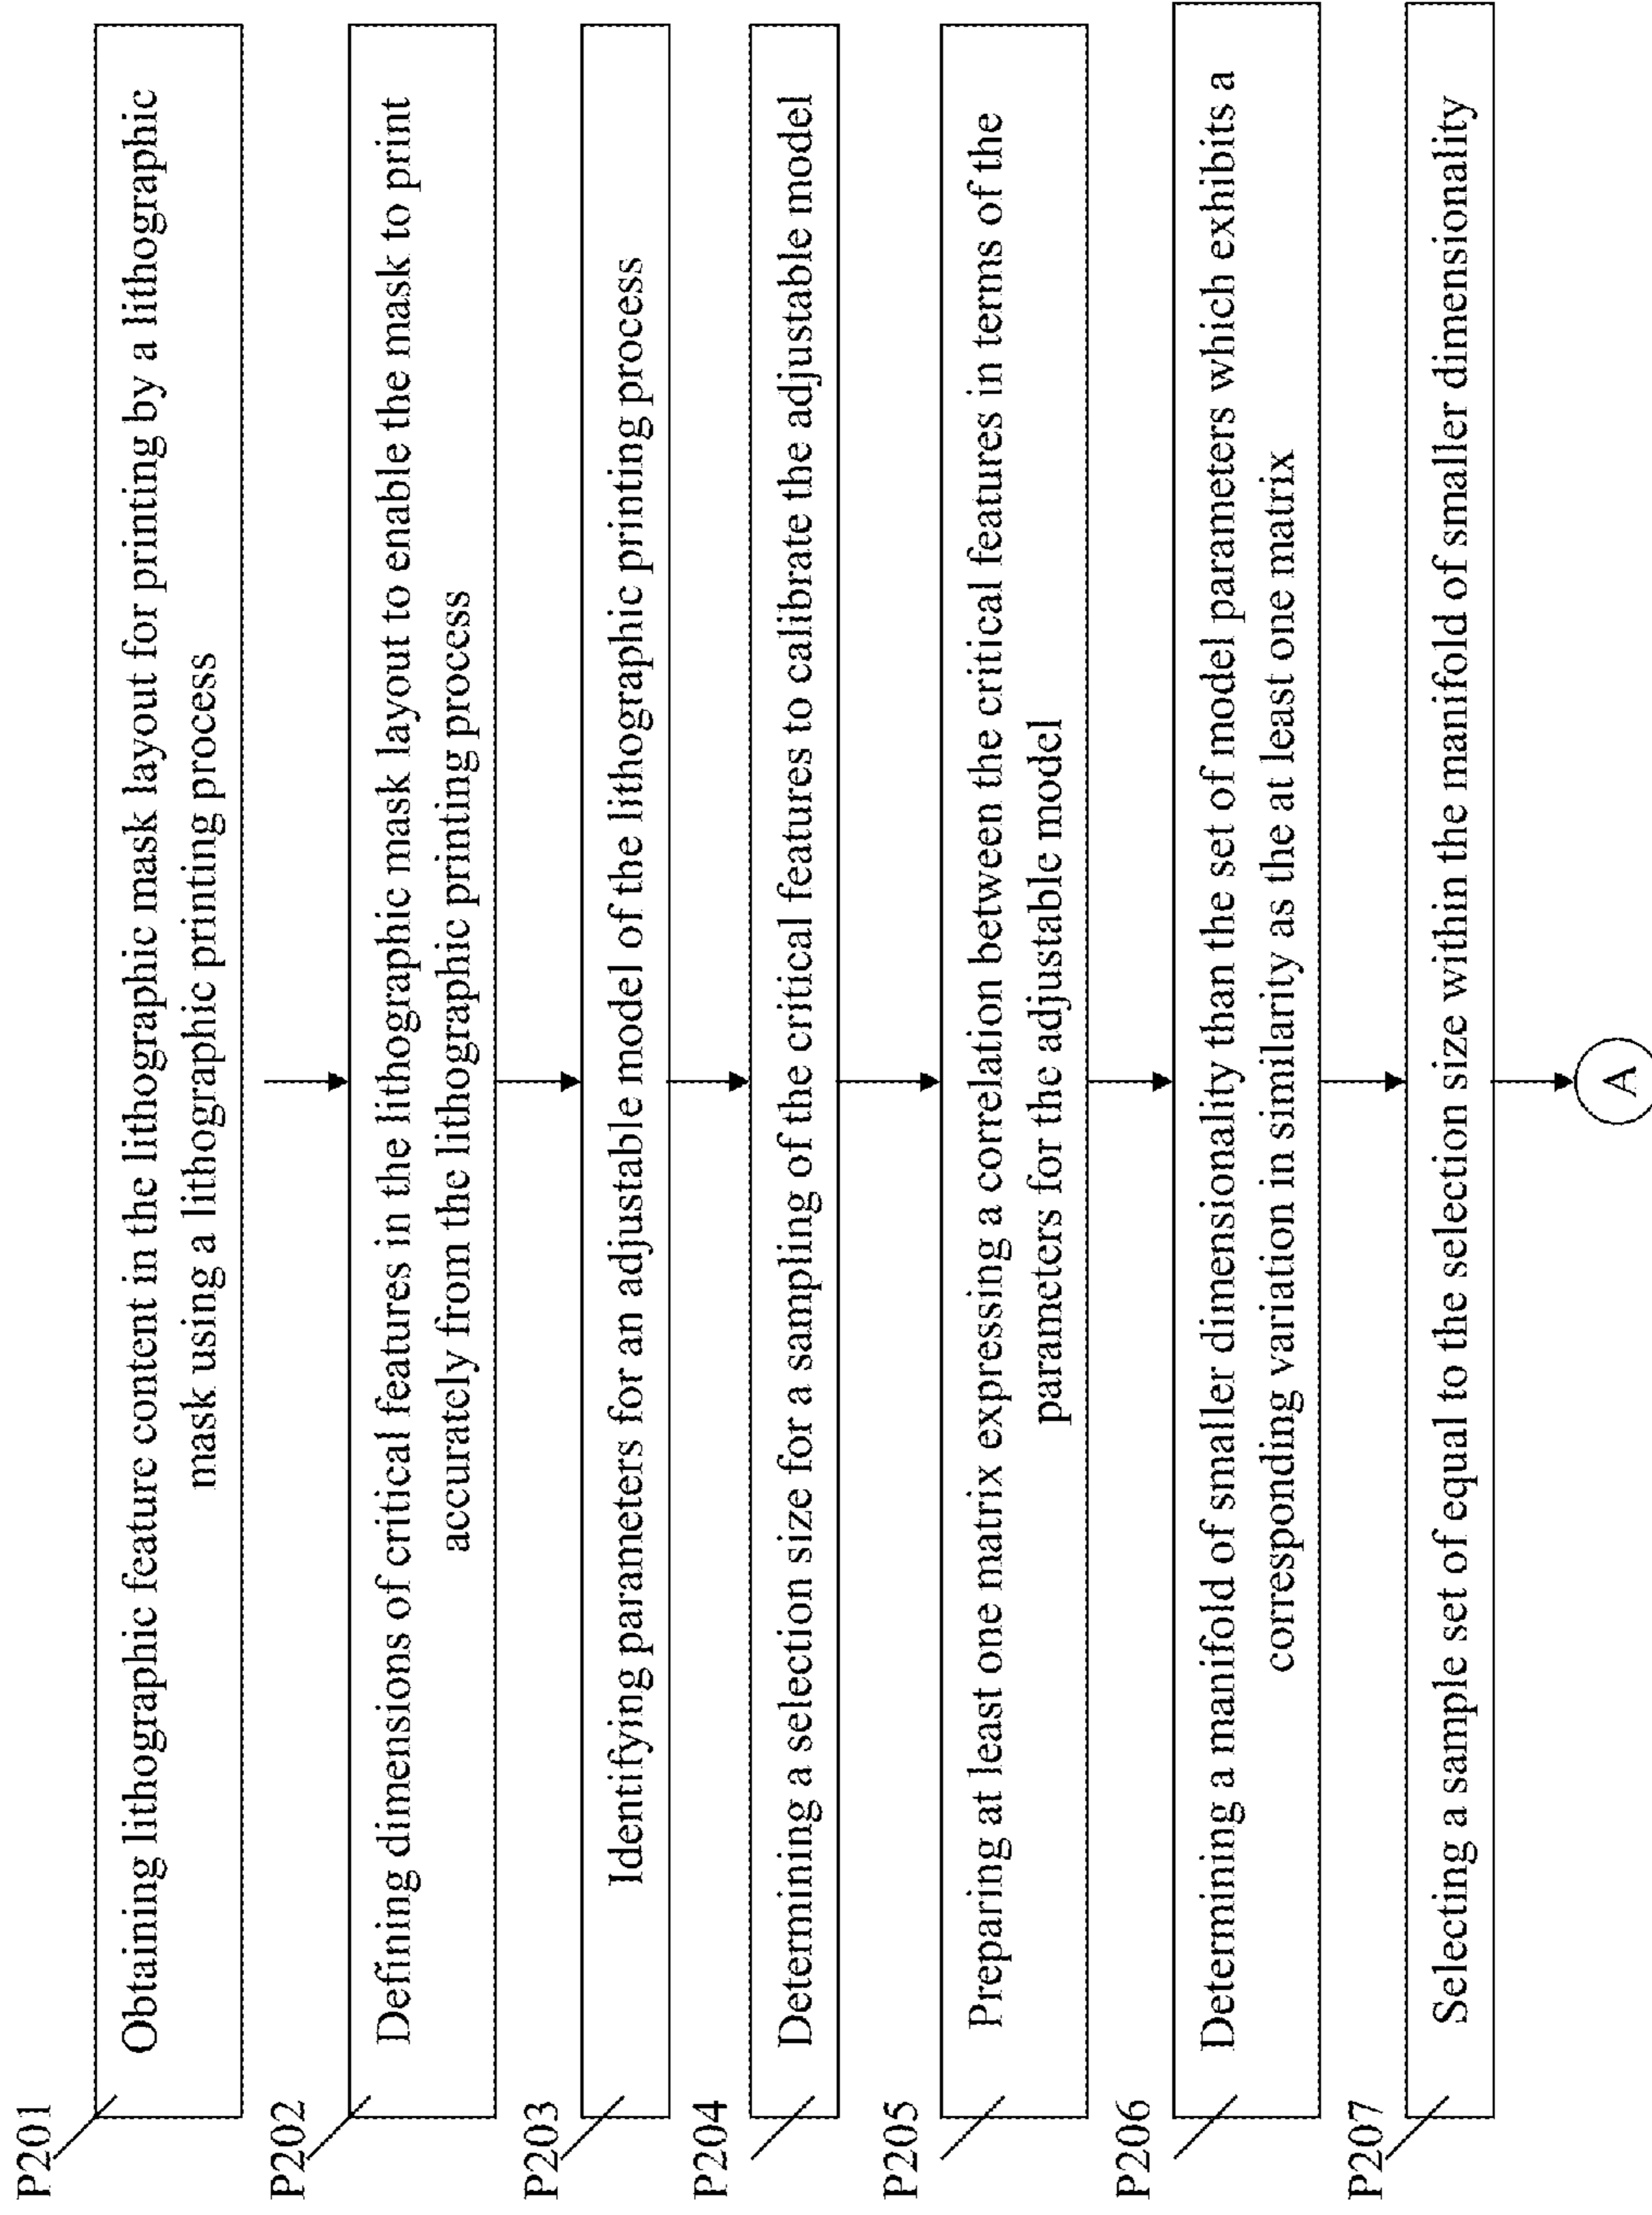 P201
Obtaining lithographic feature content in the lithographic mask layout for printing by a lithographic
mask using a lithographic printing process
P202
Defining dimensions of critical features in the lithographic mask layout to enable the mask to print
accurately from the lithographic printing process
P203
Identifying parameters for an adjustable model of the lithographic printing process
P204
Determining a selection size for a sampling of the critical features to calibrate the adjustable model
P205
Preparing at least one matrix expressing a correlation between the critical features in terms of the
parameters for the adjustable model
P206
Determining a manifold of smaller dimensionality than the set of model parameters which exhibits a
corresponding variation in similarity as the at least one matrix
P207
Selecting a sample set of equal to the selection size within the manifold of smaller dimensionality
A